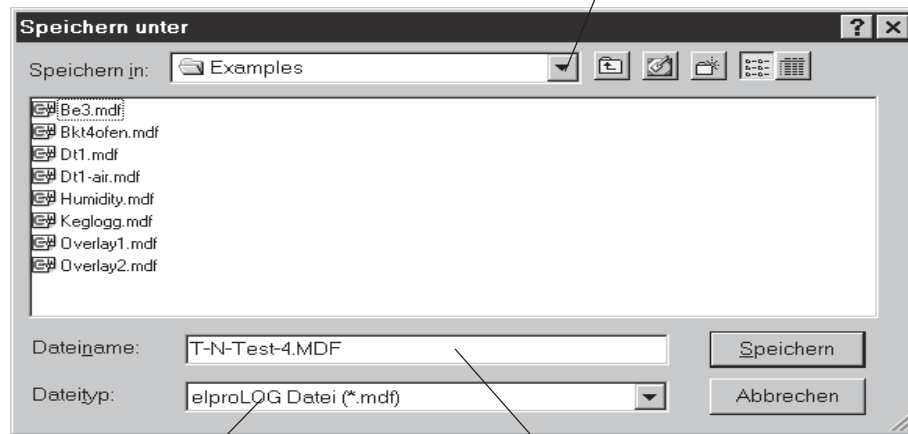 Speichern unter
Speichern in: Examples
Be3.mdf
Bkt4ofen.mdf
Dt1.mdf
Dt1-air.mdf
Humidity.mdf
Keglogg.mdf
Overlay1.mdf
Overlay2.mdf
Dateiname: T-N-Test-4.MDF Speichern
Dateityp: elproLOG Datei (*.mdf) Abbrechen